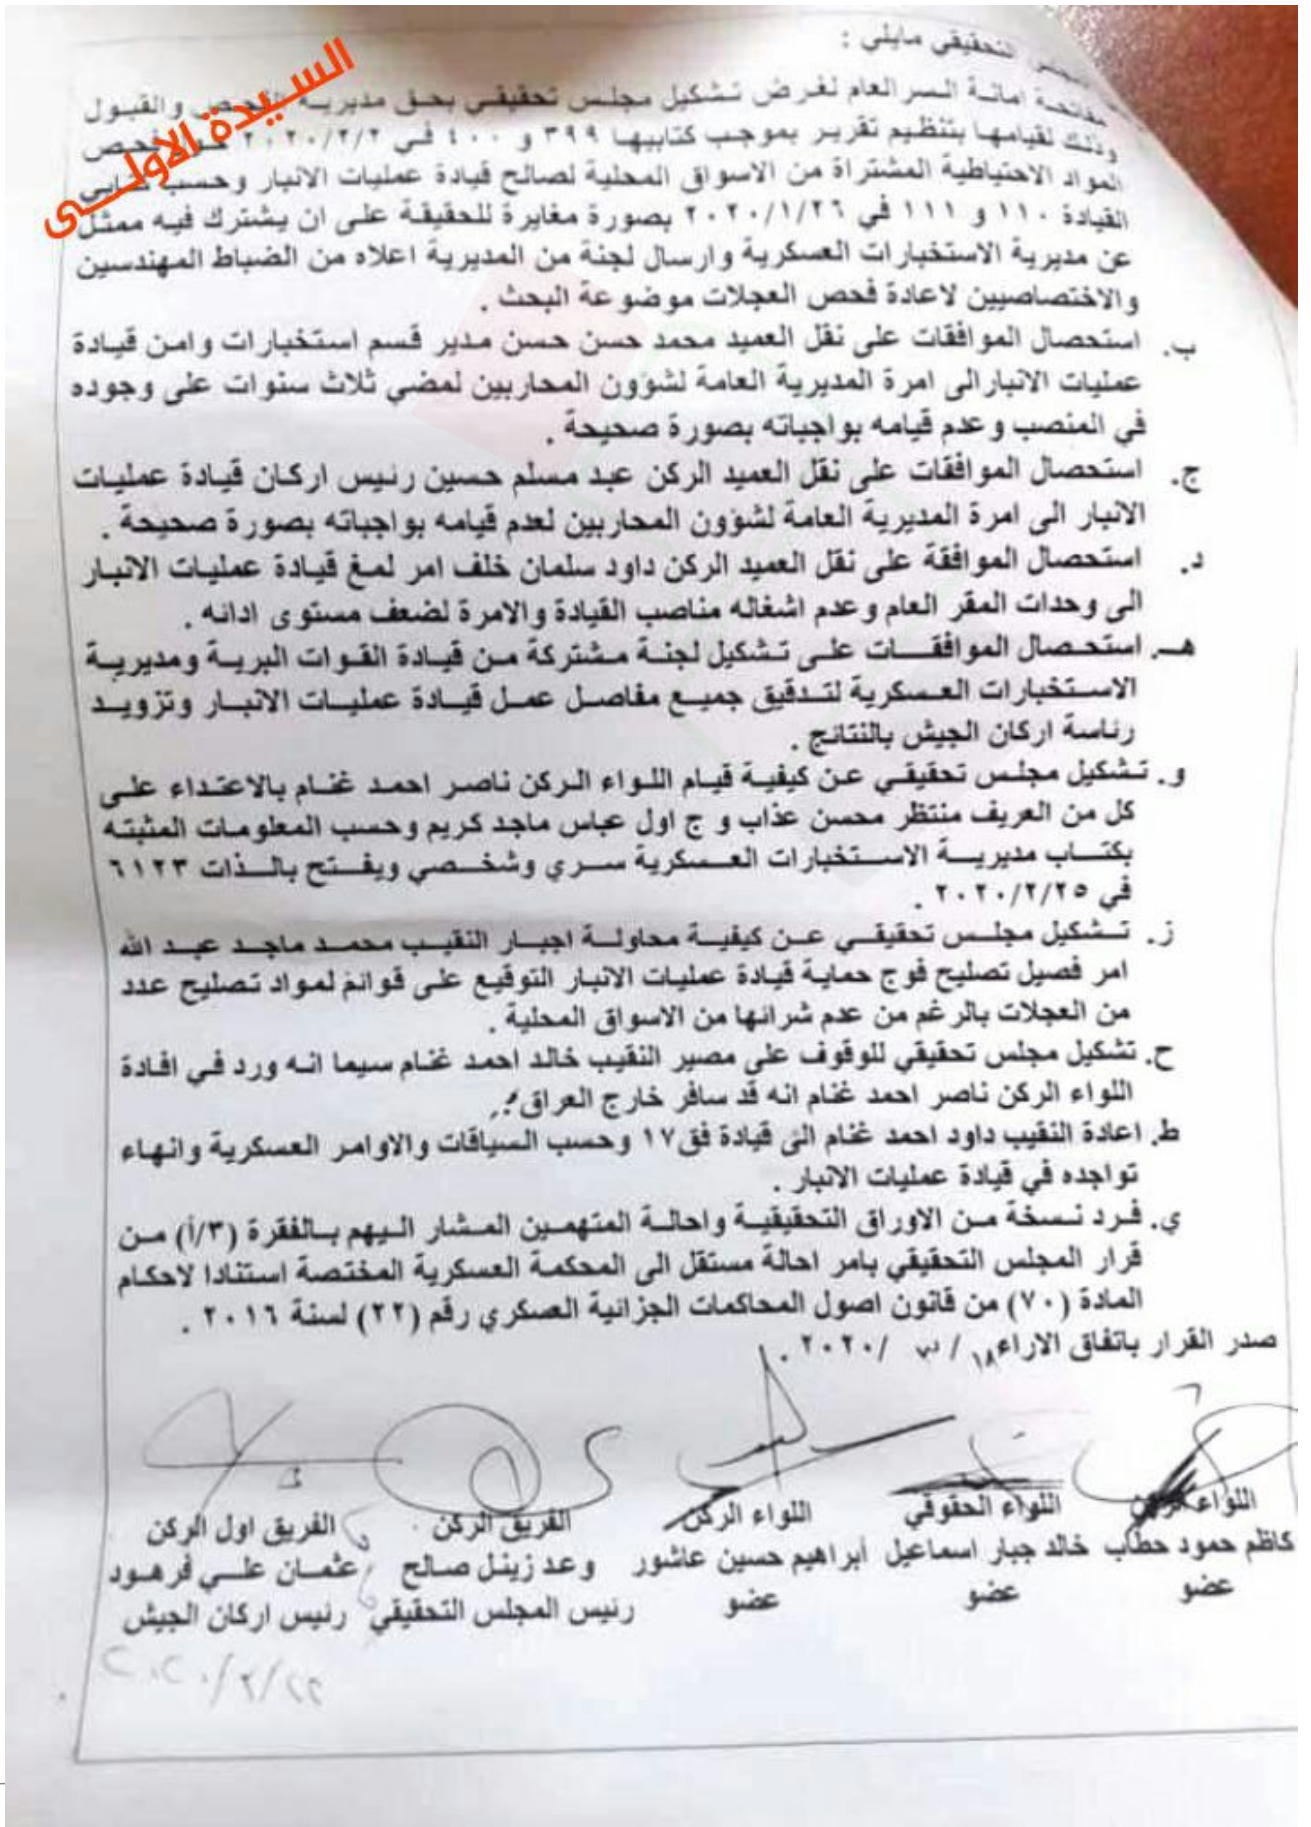 السيدة الاولى
التحقيقي مايلي :
مفاتحة امانة السر العام لغرض تشكيل مجلس تحقيقي بحق مديرية الفحص والقبول
وذلك لقيامها بتنظيم تقرير بموجب كتابيها ٣٩٩ و ٤٠٠ في ٢٠٢٠/٢/٢ فحص
المواد الاحتياطية المشتراة من الاسواق المحلية لصالح قيادة عمليات الانبار وحسب كتابي
القيادة ١١٠ و ١١١ في ٢٠٢٠/١/٢٦ بصورة مغايرة للحقيقة على ان يشترك فيه ممثل
عن مديرية الاستخبارات العسكرية وارسال لجنة من المديرية اعلاه من الضباط المهندسين
والاختصاصيين لاعادة فحص العجلات موضوعة البحث .
ب. استحصال الموافقات على نقل العميد محمد حسن حسن مدير قسم استخبارات وامن قيادة
عمليات الانبارالى امرة المديرية العامة لشؤون المحاربين لمضي ثلاث سنوات على وجوده
في المنصب وعدم قيامه بواجباته بصورة صحيحة .
ج. استحصال الموافقات على نقل العميد الركن عبد مسلم حسين رئيس اركان قيادة عمليات
الانبار الى امرة المديرية العامة لشؤون المحاربين لعدم قيامه بواجباته بصورة صحيحة .
د. استحصال الموافقة على نقل العميد الركن داود سلمان خلف امر لمغ قيادة عمليات الانبار
الى وحدات المقر العام وعدم اشغاله مناصب القيادة والامرة لضعف مستوى ادائه .
هـ. استحصال الموافقات على تشكيل لجنة مشتركة من قيادة القوات البرية ومديرية
الاستخبارات العسكرية لتدقيق جميع مفاصل عمل قيادة عمليات الانبار وتزويد
رئاسة اركان الجيش بالنتائج .
و. تشكيل مجلس تحقيقي عن كيفية قيام اللواء الركن ناصر احمد غنام بالاعتداء على
كل من العريف منتظر محسن عذاب و ج اول عباس ماجد كريم وحسب المعلومات المثبته
بكتاب مديرية الاستخبارات العسكرية سري وشخصي ويفتح بالذات ٦١٢٣
في ٢٠٢٠/٢/٢٥ .
ز. تشكيل مجلس تحقيقي عن كيفية محاولة اجبار النقيب محمد ماجد عبد الله
امر فصيل تصليح فوج حماية قيادة عمليات الانبار التوقيع على قوائم لمواد تصليح عدد
من العجلات بالرغم من عدم شرائها من الاسواق المحلية .
ح. تشكيل مجلس تحقيقي للوقوف على مصير النقيب خالد احمد غنام سيما انه ورد في افادة
اللواء الركن ناصر احمد غنام انه قد سافر خارج العراق .
ط. اعادة النقيب داود احمد غنام الى قيادة فق١٧ وحسب السياقات والاوامر العسكرية وانهاء
تواجده في قيادة عمليات الانبار .
ي. فرد نسخة من الاوراق التحقيقية واحالة المتهمين المشار اليهم بالفقرة (٣/أ) من
قرار المجلس التحقيقي بامر احالة مستقل الى المحكمة العسكرية المختصة استنادا لاحكام
المادة (٧٠) من قانون اصول المحاكمات الجزائية العسكري رقم (٢٢) لسنة ٢٠١٦ .
صدر القرار باتفاق الاراء ١٨ / / ٢٠٢٠ .
اللواء الركن اللواء الحقوقي اللواء الركن الفريق الركن الفريق اول الركن
كاظم حمود حطاب خالد جبار اسماعيل أبراهيم حسين عاشور وعد زينل صالح عثمان علي فرهود
عضو عضو عضو رئيس المجلس التحقيقي رئيس اركان الجيش